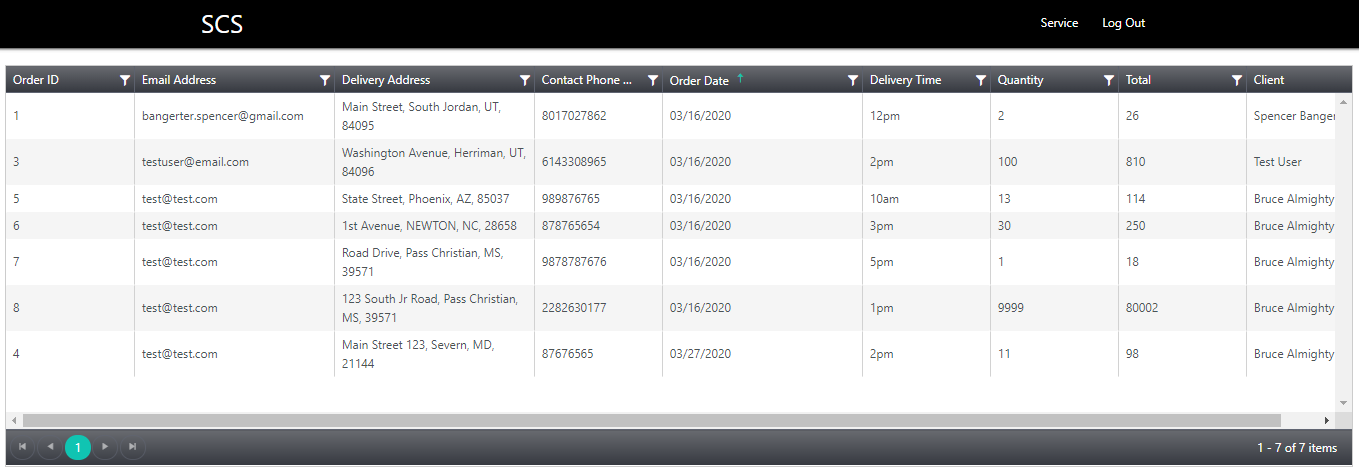 SCS Service Log Out
Order ID Email Address Delivery Address Contact Phone ... Order Date Delivery Time Quantity Total Client
1 bangerter.spencer@gmail.com Main Street, South Jordan, UT, 8017027862 03/16/2020 12pm 2 26 Spencer Banger
84095
3 testuser@email.com Washington Avenue, Herriman, UT, 6143308965 03/16/2020 2pm 100 810 Test User
84096
5 test@test.com State Street, Phoenix, AZ, 85037 989876765 03/16/2020 10am 13 114 Bruce Almighty
6 test@test.com 1st Avenue, NEWTON, NC, 28658 878765654 03/16/2020 3pm 30 250 Bruce Almighty
7 test@test.com Road Drive, Pass Christian, MS, 9878787676 03/16/2020 5pm 1 18 Bruce Almighty
39571
8 test@test.com 123 South Jr Road, Pass Christian, 2282630177 03/16/2020 1pm 9999 80002 Bruce Almighty
MS, 39571
4 test@test.com Main Street 123, Severn, MD, 87676565 03/27/2020 2pm 11 98 Bruce Almighty
21144
1 1 - 7 of 7 items